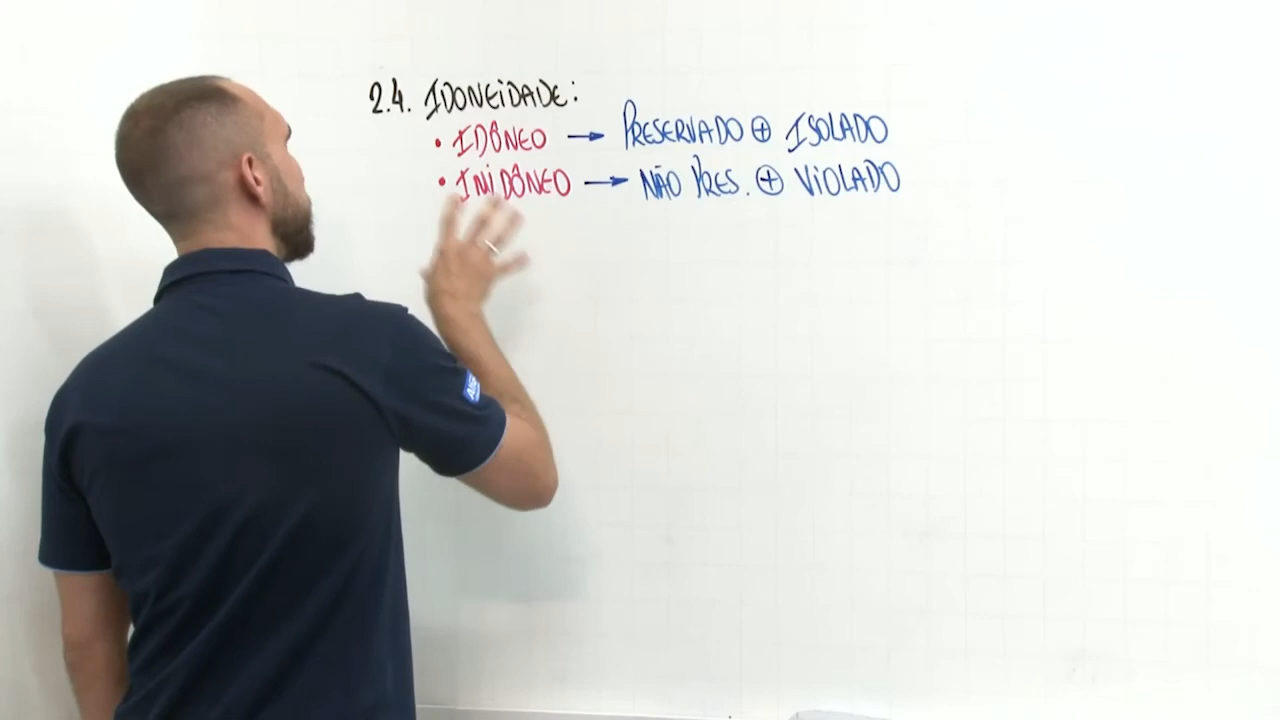 2.4. IDONEIDADE:
• IDÔNEO → PRESERVADO ⊕ ISOLADO
• INIDÔNEO → NÃO PRES. ⊕ VIOLADO